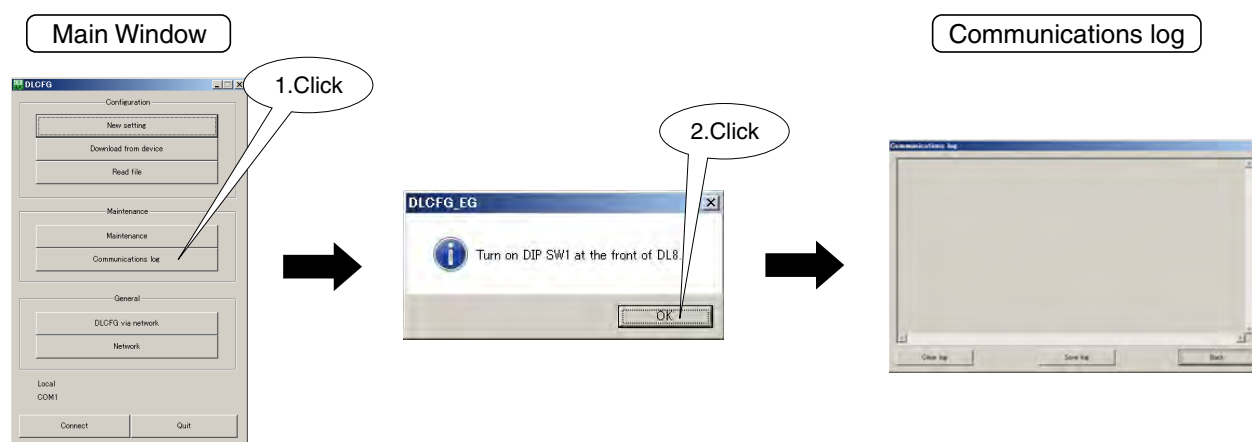 Main Window
Communications log
DLCFG
1.Click
Configuration
New setting
Download from device
Read file
2.Click
Communications log
DLCFG_EG
Turn on DIP SW1 at the front of DL8.
OK
Maintenance
Maintenance
Communications log
General
DLCFG via network
Network
Local
COM1
Connect
Quit
Clear log
Save log
Back